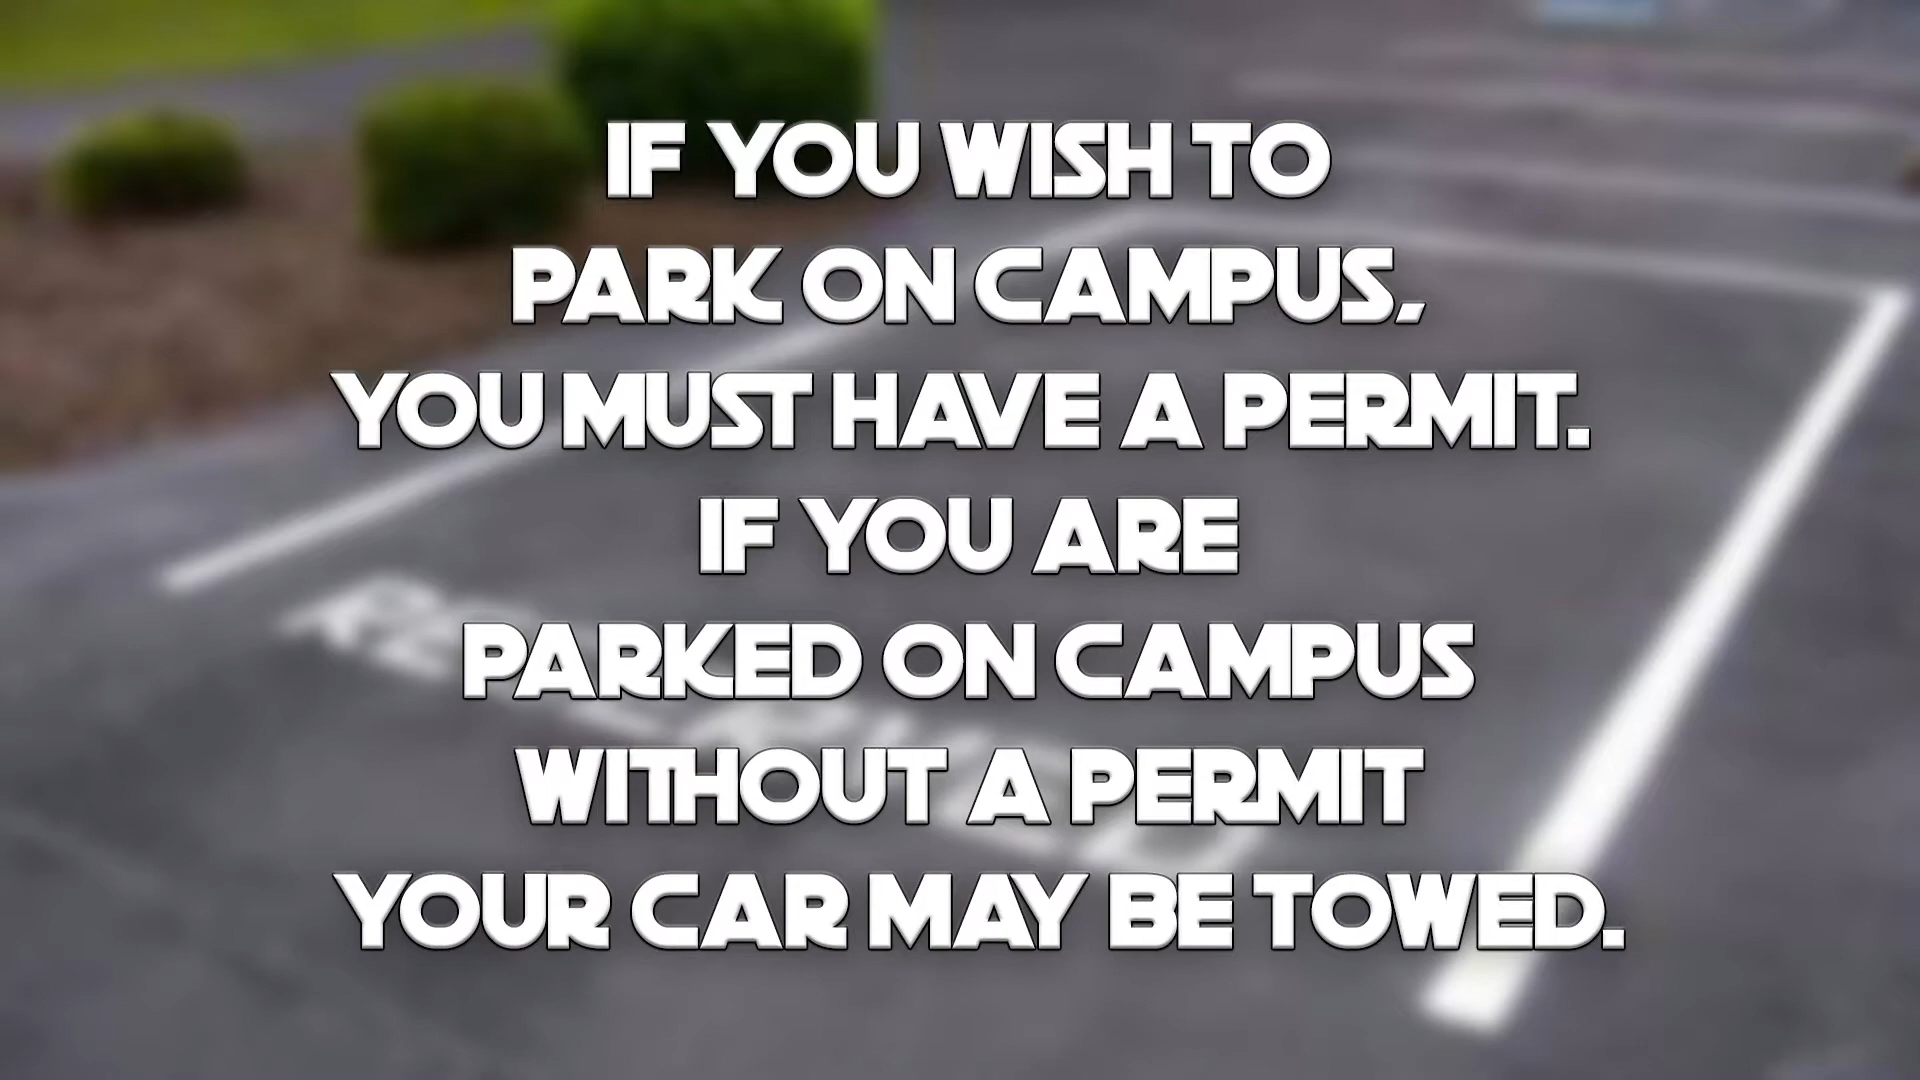 IF YOU WISH TO
PARK ON CAMPUS,
YOU MUST HAVE A PERMIT.
IF YOU ARE
PARKED ON CAMPUS
WITHOUT A PERMIT
YOUR CAR MAY BE TOWED.